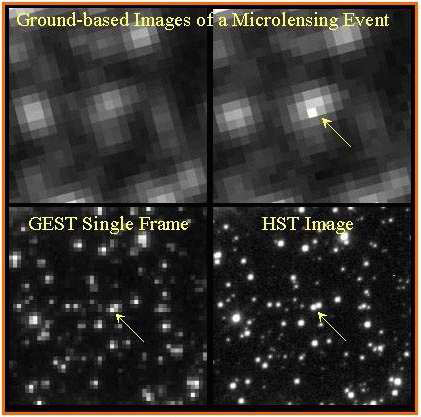 Ground-based Images of a Microlensing Event
GEST Single Frame
HST Image